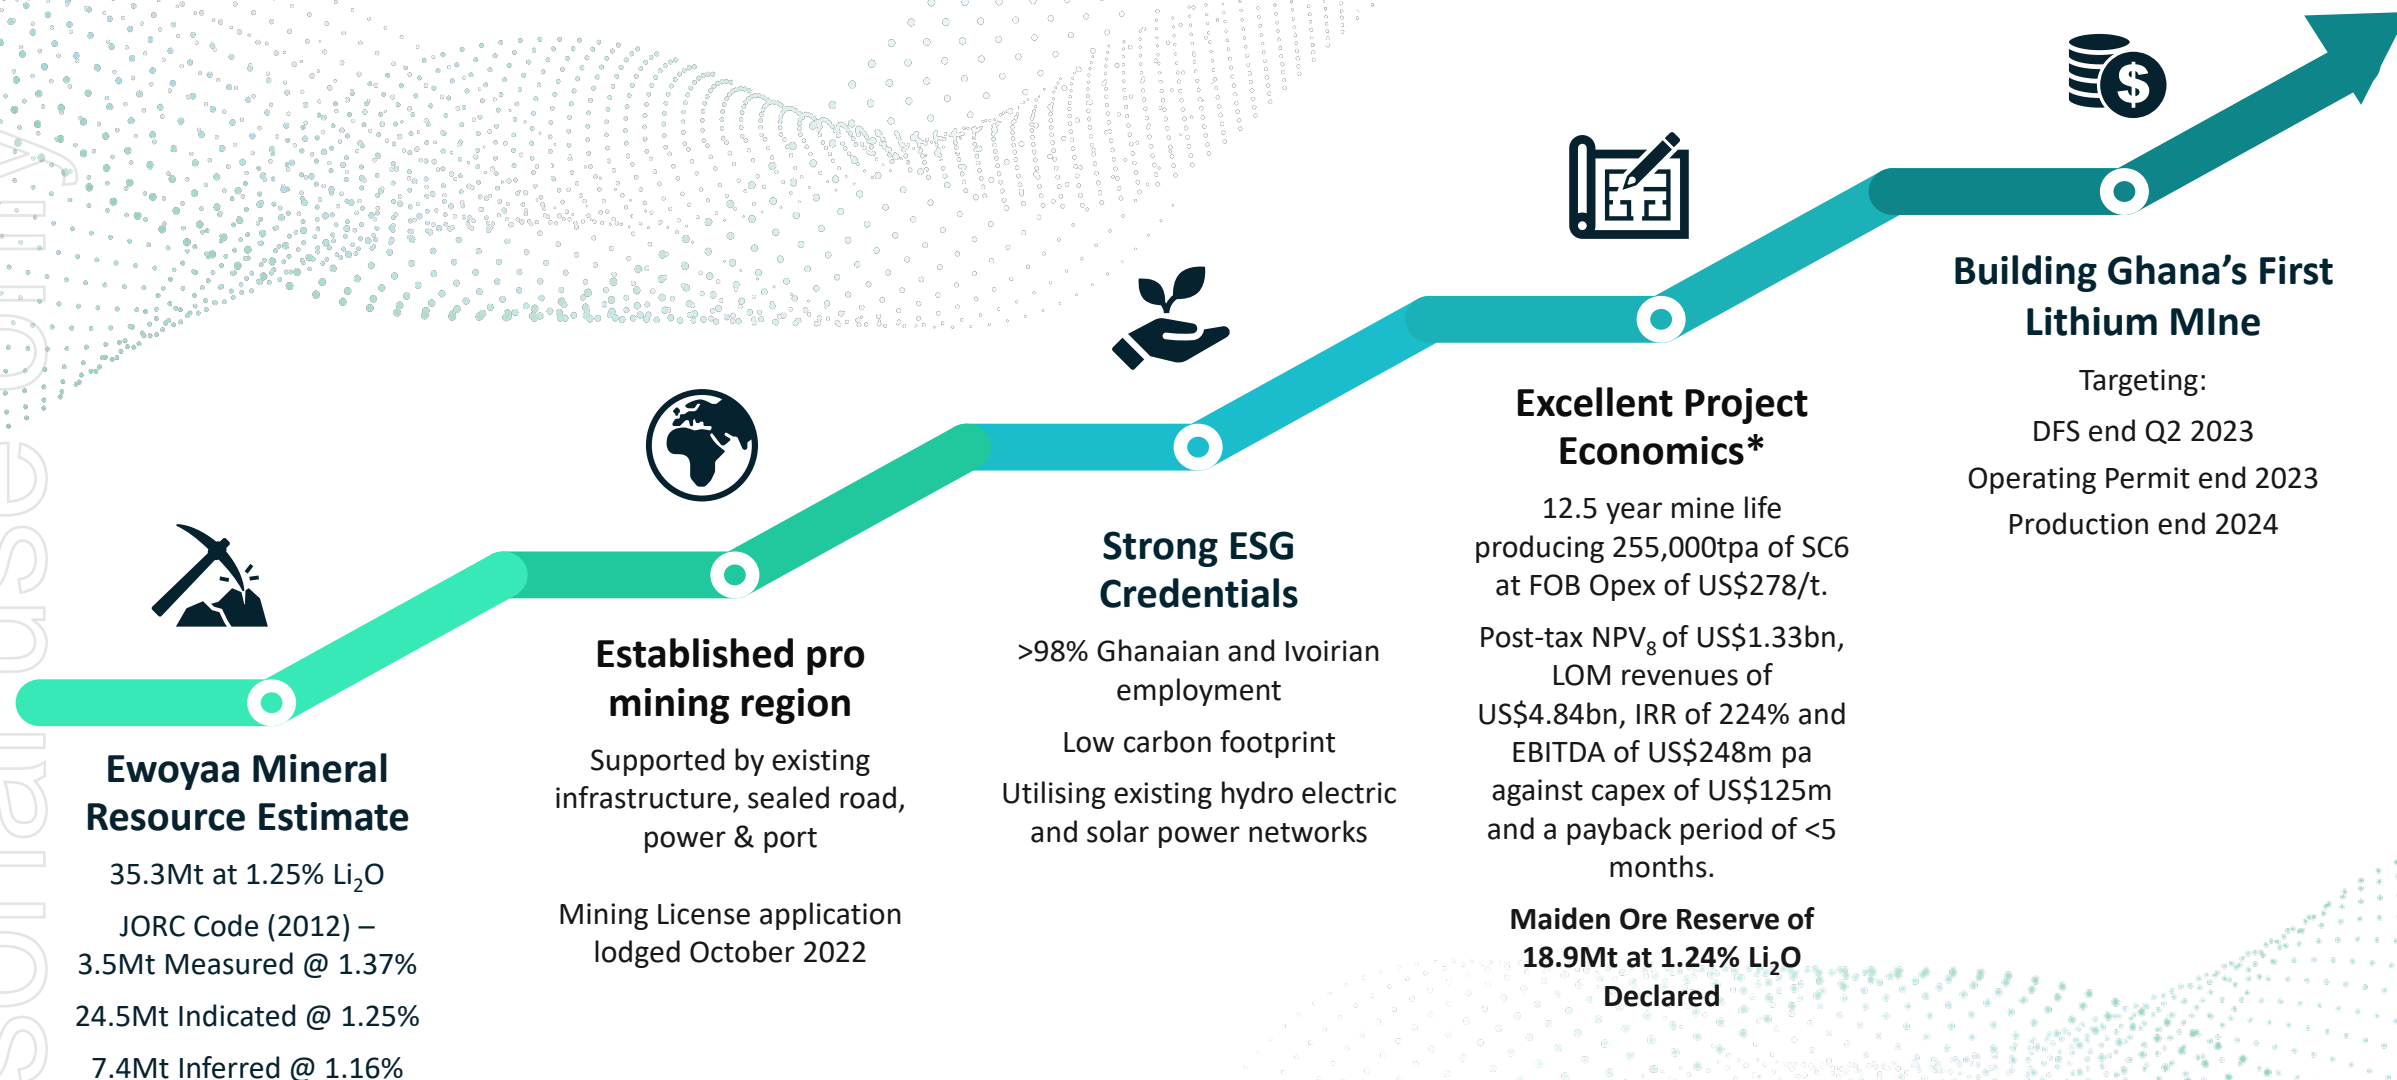 Ewoyaa Mineral
Resource Estimate
35.3Mt at 1.25% Li₂O
JORC Code (2012) –
3.5Mt Measured @ 1.37%
24.5Mt Indicated @ 1.25%
7.4Mt Inferred @ 1.16%
Established pro
mining region
Supported by existing
infrastructure, sealed road,
power & port
Mining License application
lodged October 2022
Strong ESG
Credentials
>98% Ghanaian and Ivoirian
employment
Low carbon footprint
Utilising existing hydro electric
and solar power networks
Excellent Project
Economics*
12.5 year mine life
producing 255,000tpa of SC6
at FOB Opex of US$278/t.
Post-tax NPV₈ of US$1.33bn,
LOM revenues of
US$4.84bn, IRR of 224% and
EBITDA of US$248m pa
against capex of US$125m
and a payback period of <5
months.
Maiden Ore Reserve of
18.9Mt at 1.24% Li₂O
Declared
Building Ghana’s First
Lithium MIne
Targeting:
DFS end Q2 2023
Operating Permit end 2023
Production end 2024
sonal use only